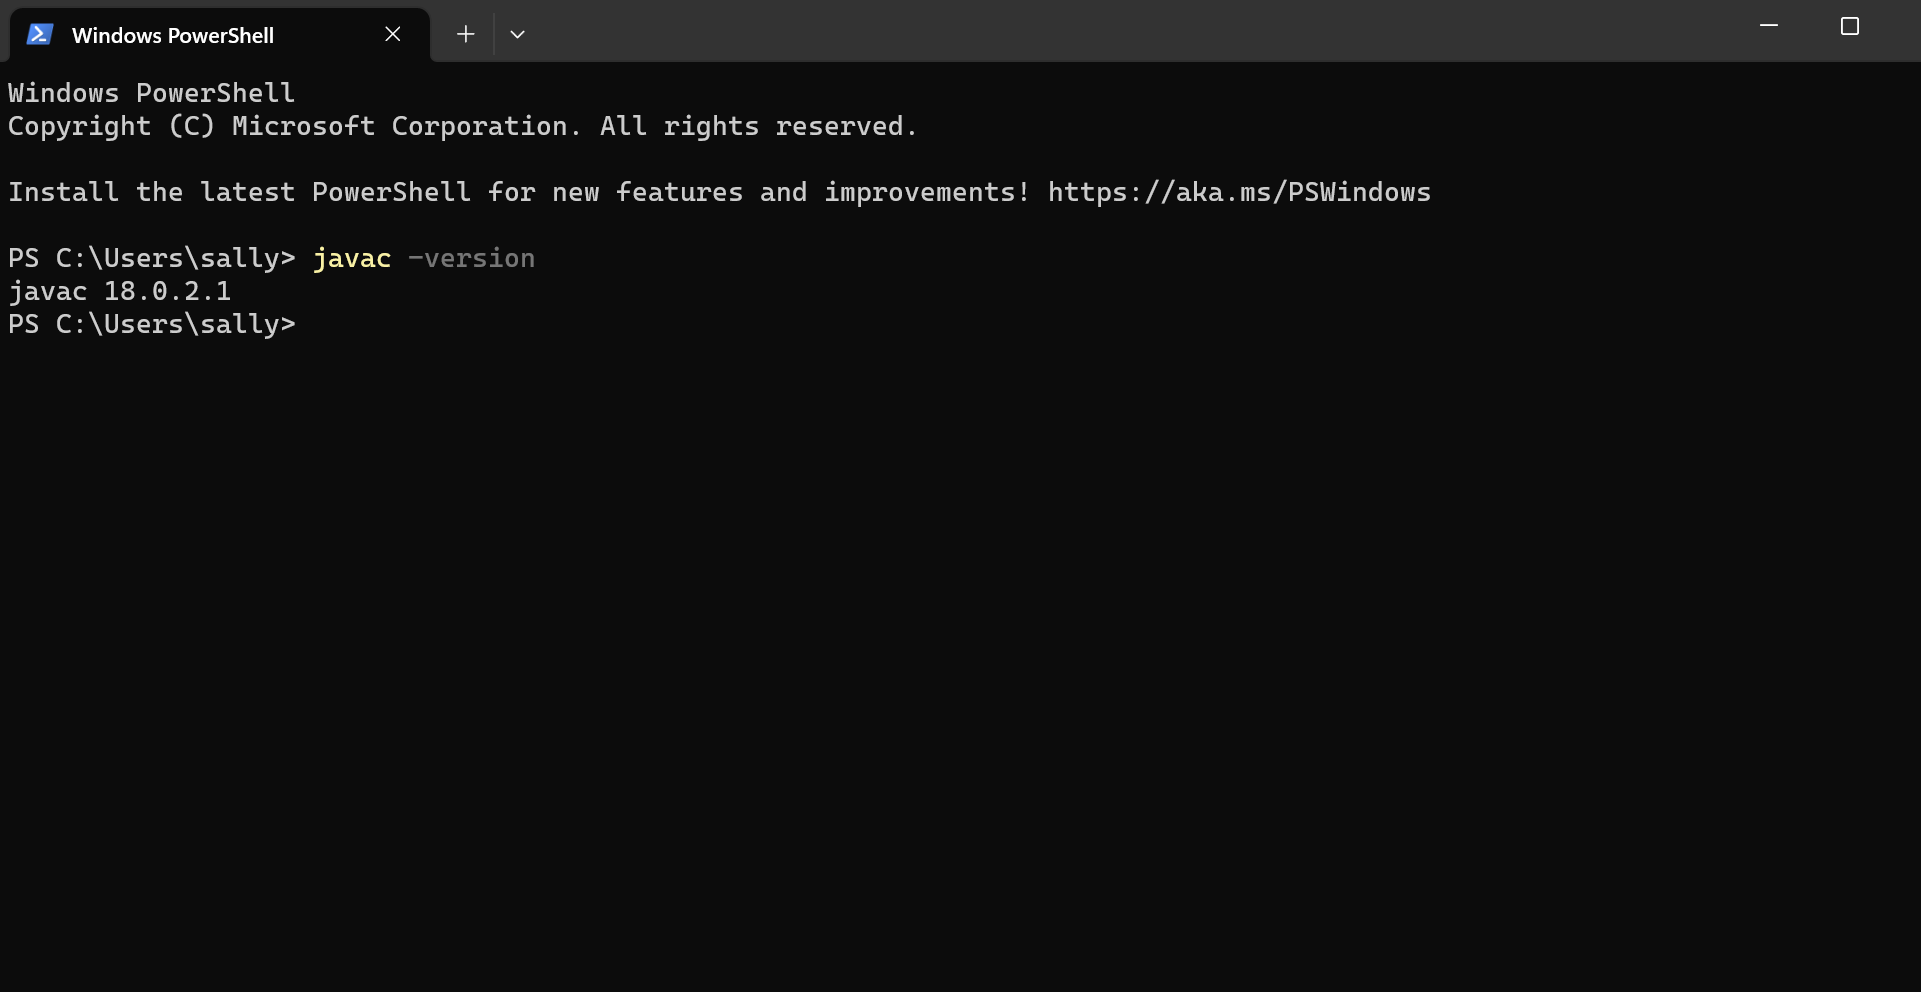 Windows PowerShell
Windows PowerShell
Copyright (C) Microsoft Corporation. All rights reserved.
Install the latest PowerShell for new features and improvements! https://aka.ms/PSWindows
PS C:\Users\sally> javac -version
javac 18.0.2.1
PS C:\Users\sally>